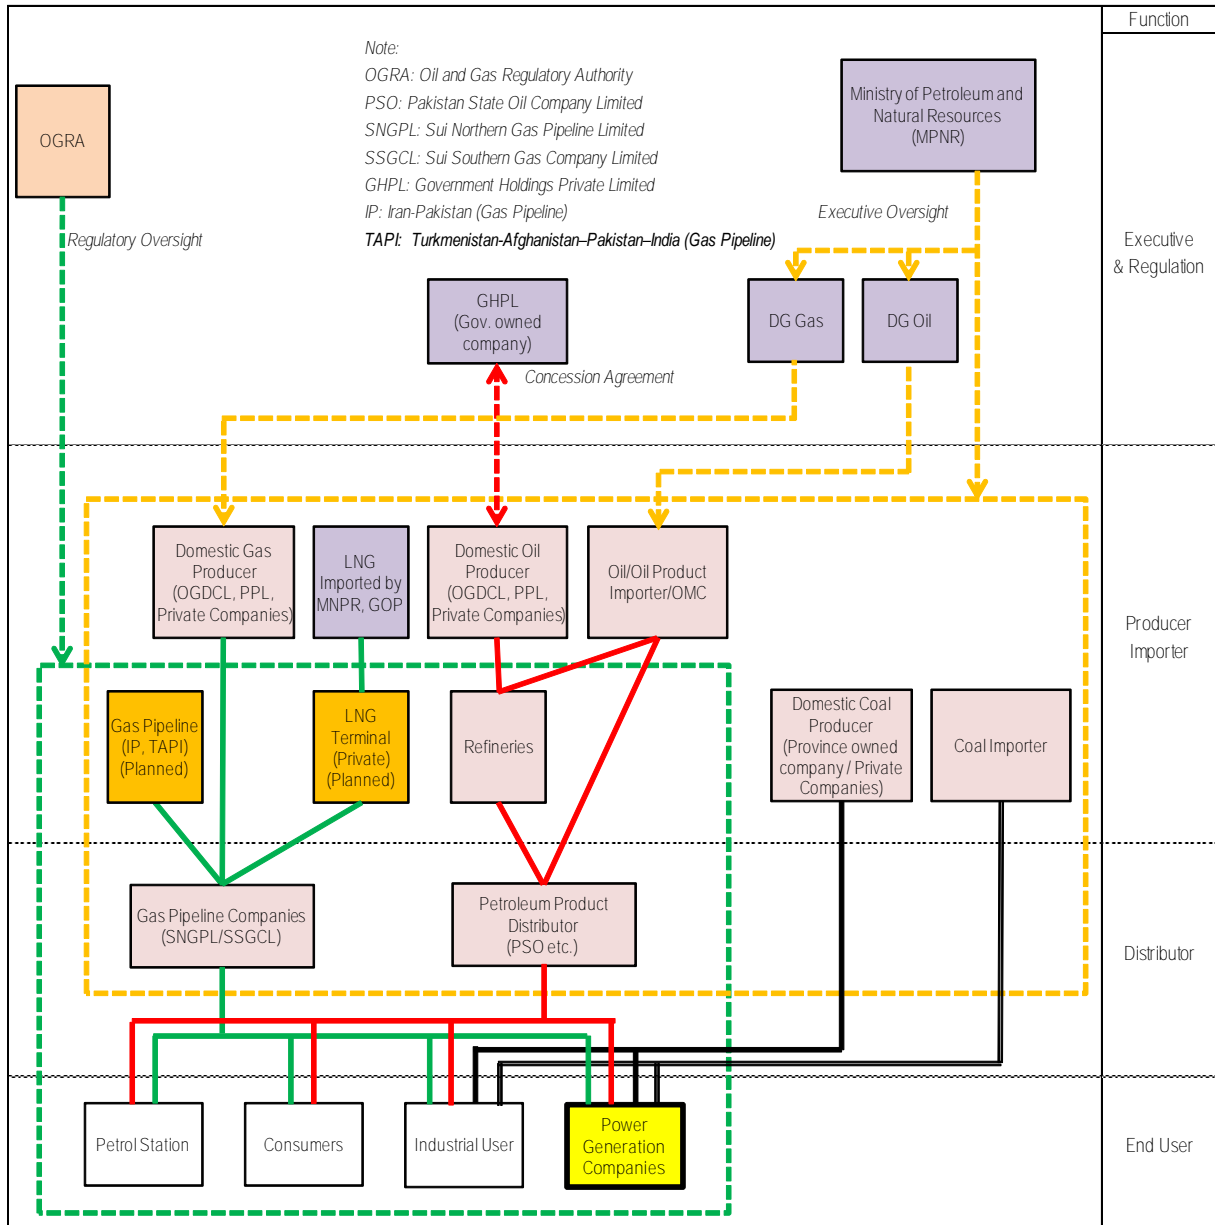 Function
Note:
OGRA: Oil and Gas Regulatory Authority
PSO: Pakistan State Oil Company Limited
SNGPL: Sui Northern Gas Pipeline Limited
SSGCL: Sui Southern Gas Company Limited
GHPL: Government Holdings Private Limited
IP: Iran-Pakistan (Gas Pipeline)
TAPI: Turkmenistan-Afghanistan–Pakistan–India (Gas Pipeline)
OGRA
Ministry of Petroleum and
Natural Resources
(MPNR)
Regulatory Oversight
Executive Oversight
Executive
& Regulation
GHPL
(Gov. owned
company)
DG Gas
DG Oil
Concession Agreement
Domestic Gas
Producer
(OGDCL, PPL,
Private Companies)
LNG
Imported by
MNPR, GOP
Domestic Oil
Producer
(OGDCL, PPL,
Private Companies)
Oil/Oil Product
Importer/OMC
Producer
Importer
Gas Pipeline
(IP, TAPI)
(Planned)
LNG
Terminal
(Private)
(Planned)
Refineries
Domestic Coal
Producer
(Province owned
company / Private
Companies)
Coal Importer
Gas Pipeline Companies
(SNGPL/SSGCL)
Petroleum Product
Distributor
(PSO etc.)
Distributor
Petrol Station
Consumers
Industrial User
Power
Generation
Companies
End User